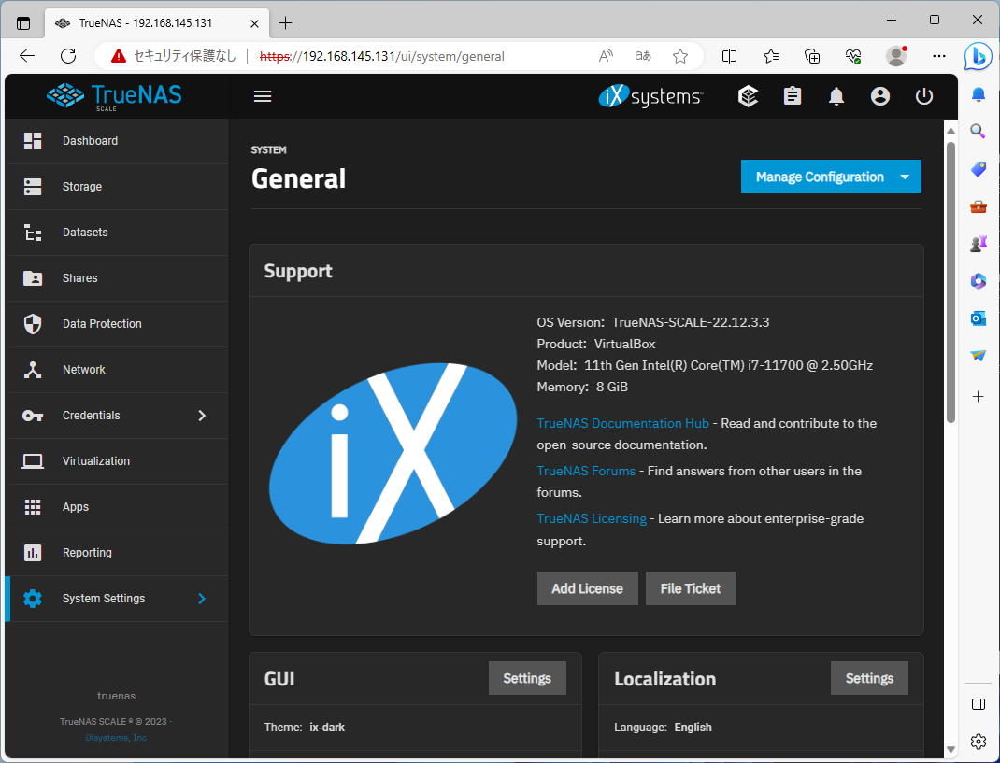 TrueNAS - 192.168.145.131
セキュリティ保護なし
https://192.168.145.131/ui/system/general
TrueNAS
SCALE
iXsystems
Dashboard
Storage
Datasets
Shares
Data Protection
Network
Credentials
Virtualization
Apps
Reporting
System Settings
truenas
TrueNAS SCALE ® © 2023 -
iXsystems, Inc
SYSTEM
General
Manage Configuration
Support
iX
OS Version: TrueNAS-SCALE-22.12.3.3
Product: VirtualBox
Model: 11th Gen Intel(R) Core(TM) i7-11700 @ 2.50GHz
Memory: 8 GiB
TrueNAS Documentation Hub - Read and contribute to the
open-source documentation.
TrueNAS Forums - Find answers from other users in the
forums.
TrueNAS Licensing - Learn more about enterprise-grade
support.
Add License
File Ticket
GUI
Settings
Theme: ix-dark
Localization
Settings
Language: English